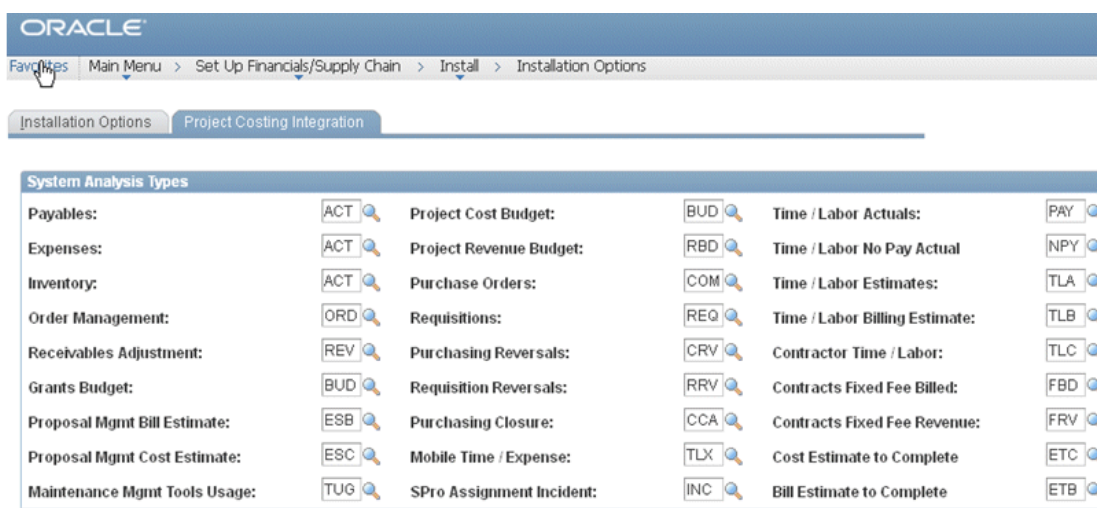 ORACLE
Favorites Main Menu > Set Up Financials/Supply Chain > Install > Installation Options
Installation Options Project Costing Integration
System Analysis Types
Payables: ACT Project Cost Budget: BUD Time / Labor Actuals: PAY
Expenses: ACT Project Revenue Budget: RBD Time / Labor No Pay Actual NPY
Inventory: ACT Purchase Orders: COM Time / Labor Estimates: TLA
Order Management: ORD Requisitions: REQ Time / Labor Billing Estimate: TLB
Receivables Adjustment: REV Purchasing Reversals: CRV Contractor Time / Labor: TLC
Grants Budget: BUD Requisition Reversals: RRV Contracts Fixed Fee Billed: FBD
Proposal Mgmt Bill Estimate: ESB Purchasing Closure: CCA Contracts Fixed Fee Revenue: FRV
Proposal Mgmt Cost Estimate: ESC Mobile Time / Expense: TLX Cost Estimate to Complete ETC
Maintenance Mgmt Tools Usage: TUG SPro Assignment Incident: INC Bill Estimate to Complete ETB